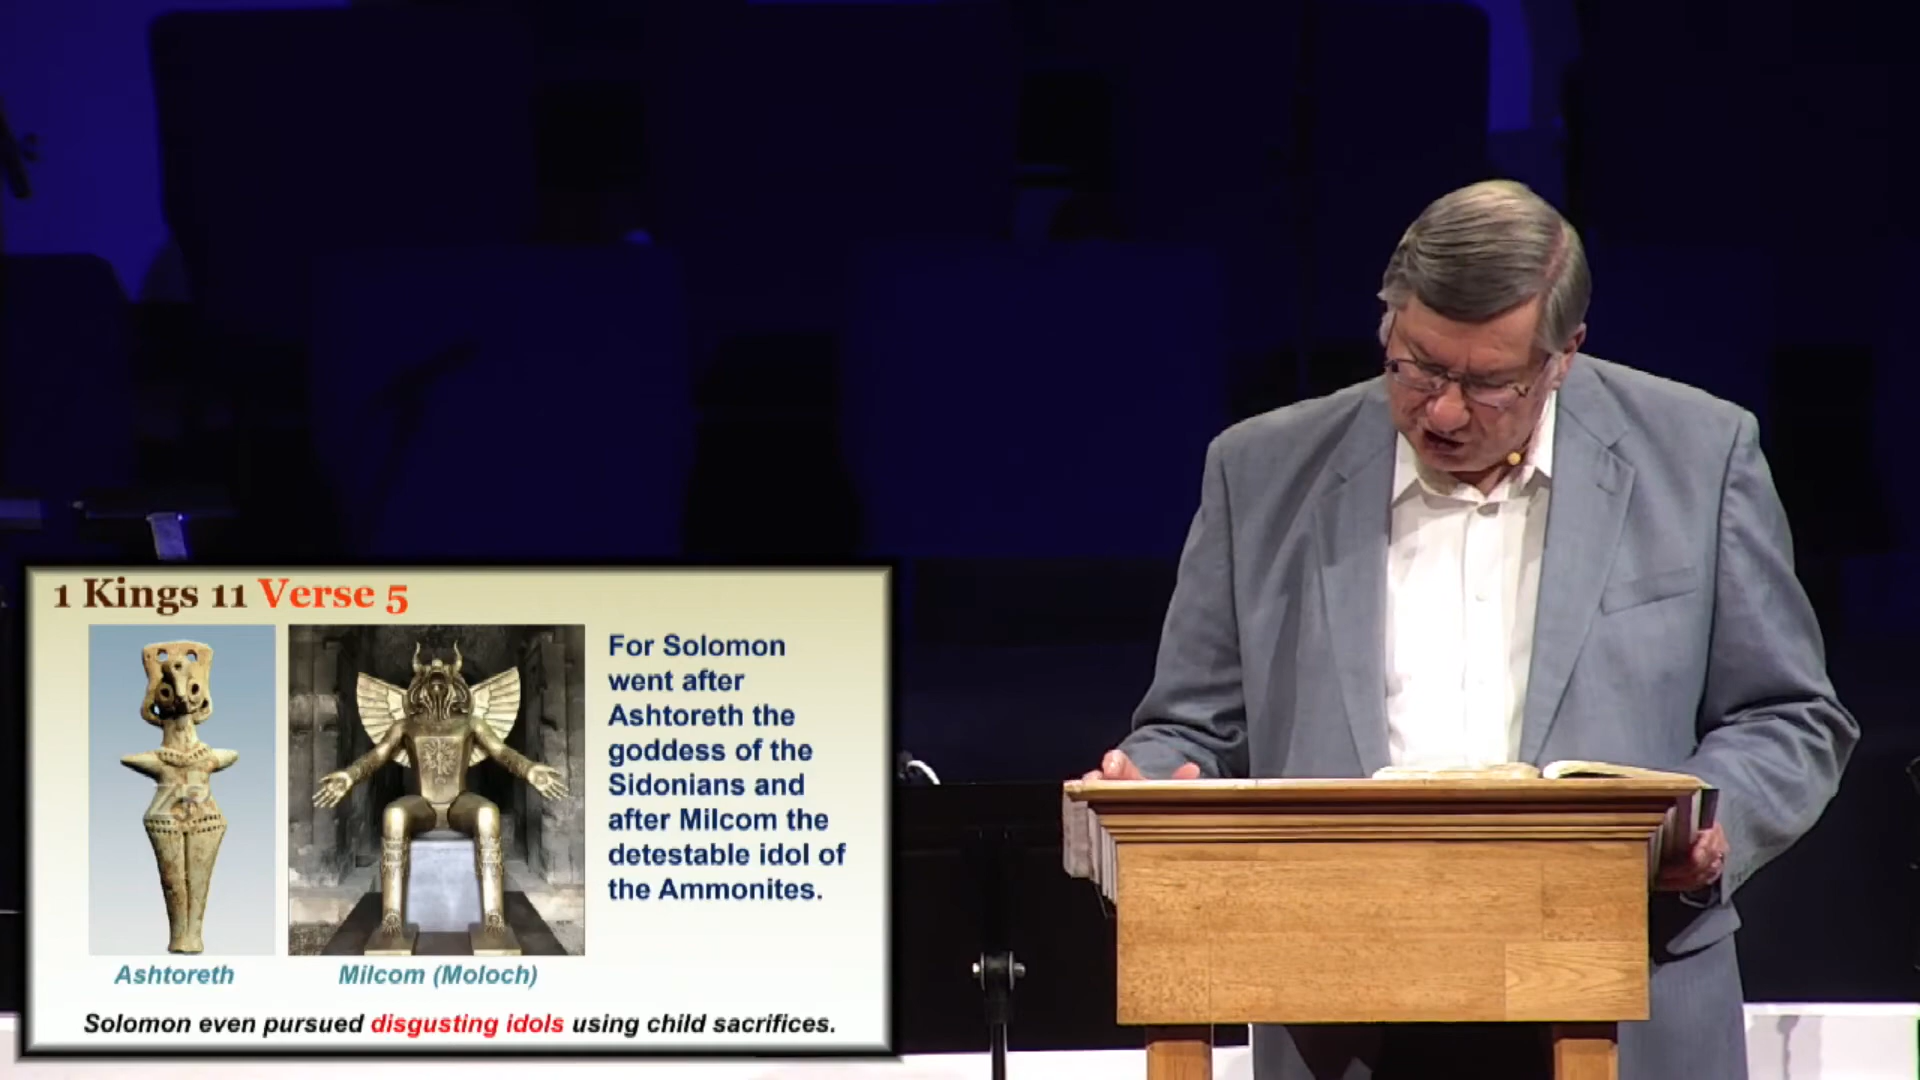 1 Kings 11 Verse 5
For Solomon
went after
Ashtoreth the
goddess of the
Sidonians and
after Milcom the
detestable idol of
the Ammonites.
Ashtoreth
Milcom (Moloch)
Solomon even pursued disgusting idols using child sacrifices.